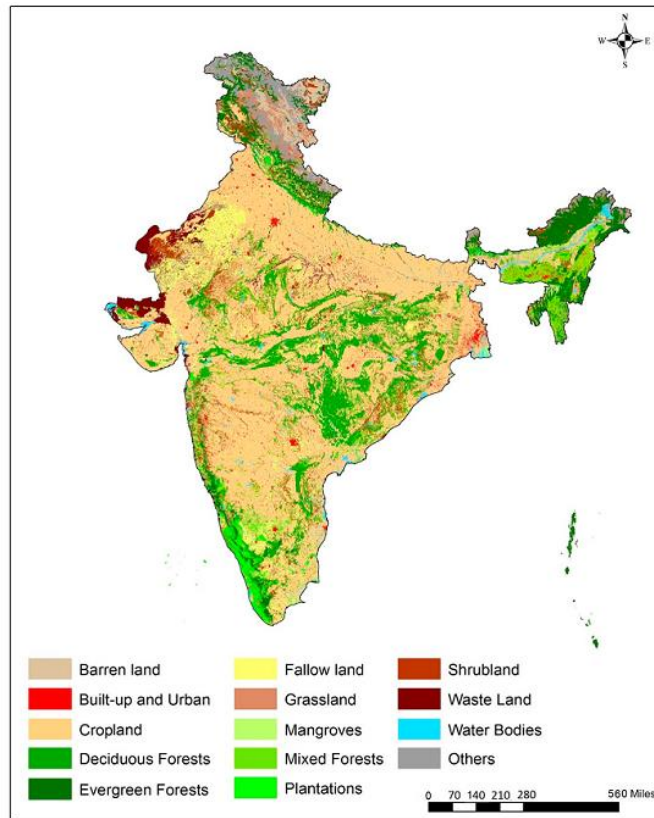 N
W E
S
Barren land Fallow land Shrubland
Built-up and Urban Grassland Waste Land
Cropland Mangroves Water Bodies
Deciduous Forests Mixed Forests Others
Evergreen Forests Plantations
0 70 140 210 280 560 Miles